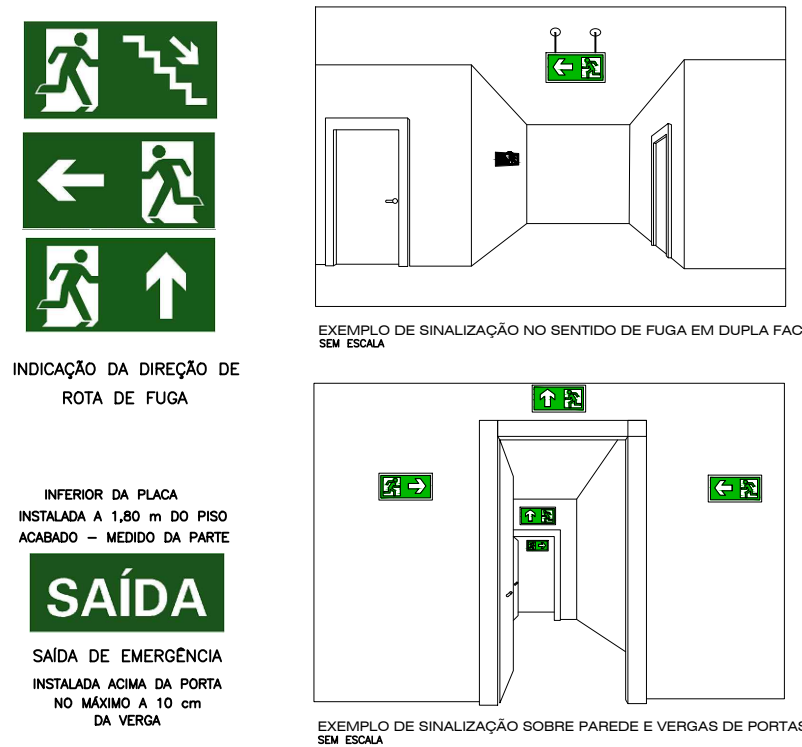 INDICAÇÃO DA DIREÇÃO DE
ROTA DE FUGA
INFERIOR DA PLACA
INSTALADA A 1,80 m DO PISO
ACABADO – MEDIDO DA PARTE
SAÍDA
SAÍDA DE EMERGÊNCIA
INSTALADA ACIMA DA PORTA
NO MÁXIMO A 10 cm
DA VERGA
EXEMPLO DE SINALIZAÇÃO NO SENTIDO DE FUGA EM DUPLA FAC
SEM ESCALA
EXEMPLO DE SINALIZAÇÃO SOBRE PAREDE E VERGAS DE PORTAS
SEM ESCALA